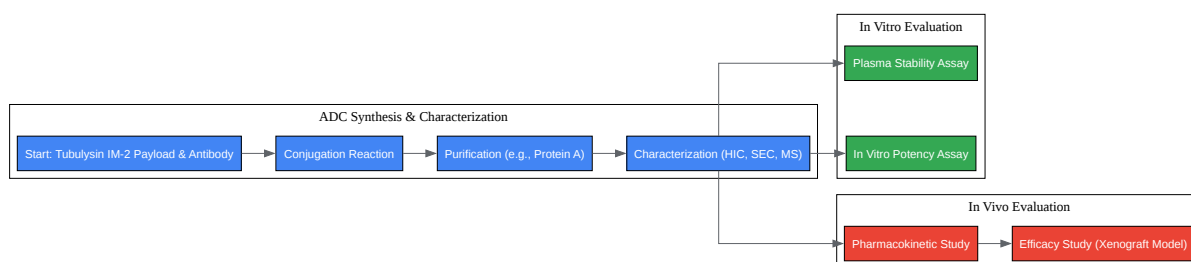 In Vitro Evaluation
Plasma Stability Assay
ADC Synthesis & Characterization
Start: Tubulysin IM-2 Payload & Antibody
Conjugation Reaction
Purification (e.g., Protein A)
Characterization (HIC, SEC, MS)
In Vitro Potency Assay
In Vivo Evaluation
Pharmacokinetic Study
Efficacy Study (Xenograft Model)